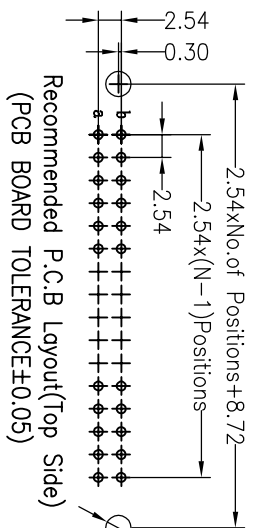 2.54
0.30
2.54xNo.of Positions+8.72
2.54x(N-1)Positions
2.54
b
a
Recommended P.C.B Layout(Top Side)
(PCB BOARD TOLERANCE±0.05)